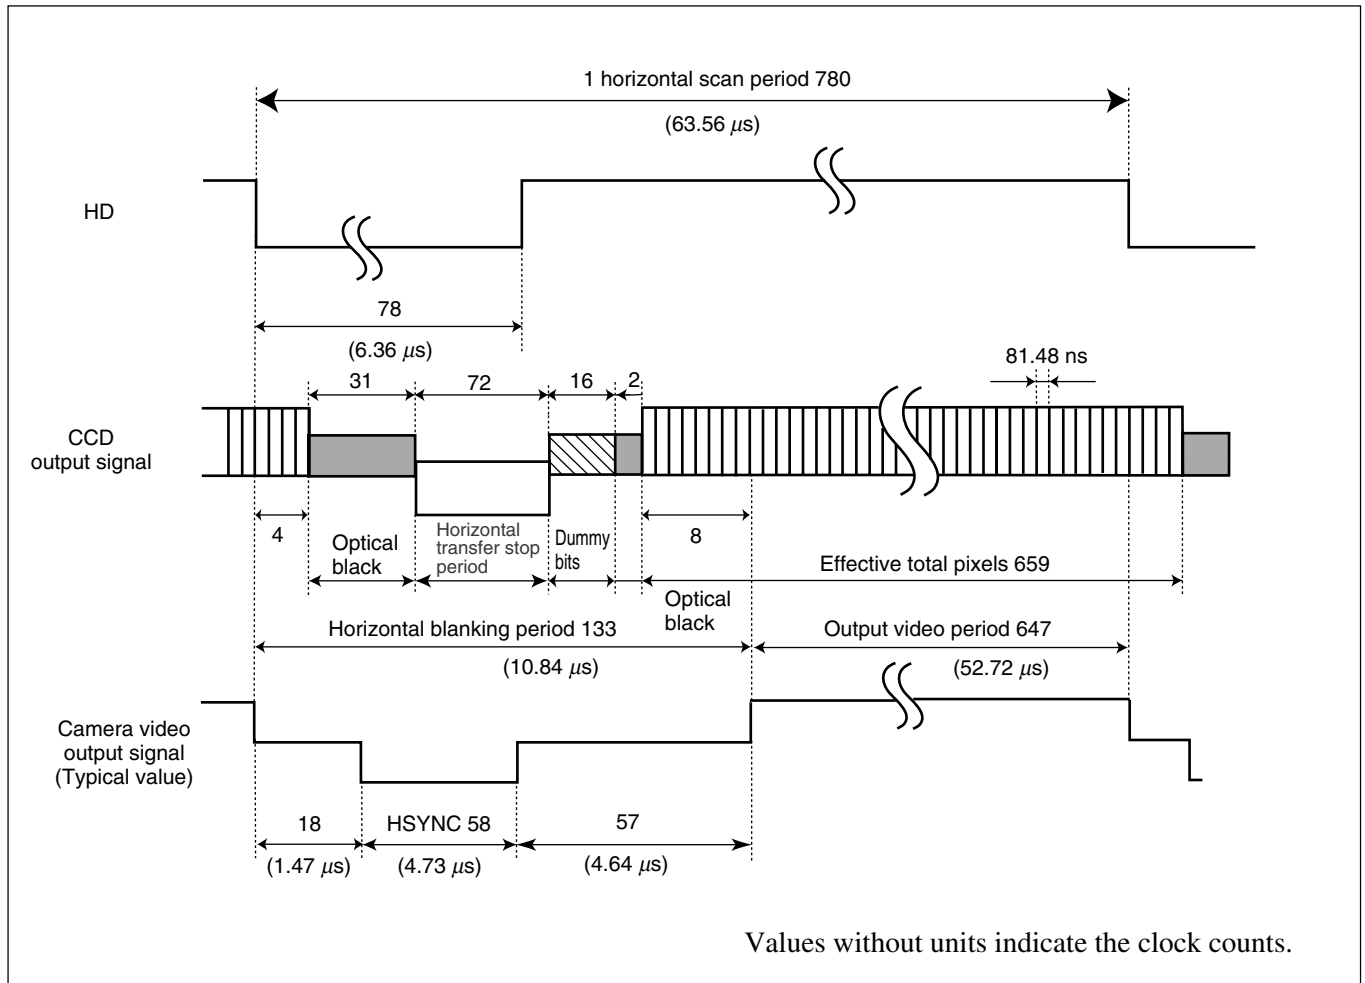 1 horizontal scan period 780
(63.56 μs)
HD
78
(6.36 μs)
81.48 ns
31
72
16
2
CCD
output signal
4
Optical
black
Horizontal
transfer stop
period
Dummy
bits
8
Effective total pixels 659
Optical
black
Horizontal blanking period 133
(10.84 μs)
Output video period 647
(52.72 μs)
Camera video
output signal
(Typical value)
18
(1.47 μs)
HSYNC 58
(4.73 μs)
57
(4.64 μs)
Values without units indicate the clock counts.